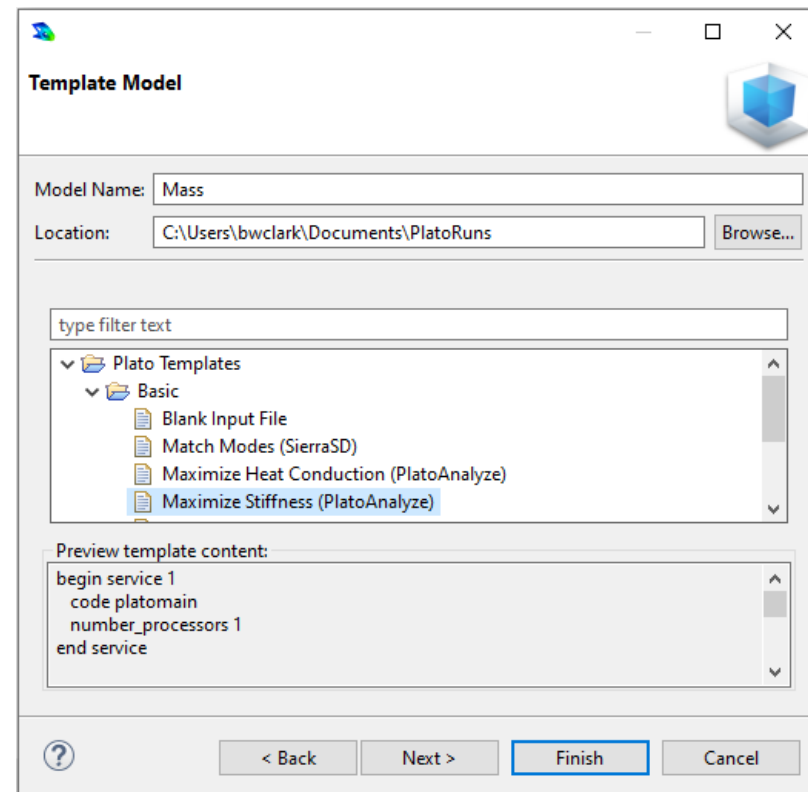 Template Model
Model Name: Mass
Location: C:\Users\bwclark\Documents\PlatoRuns Browse...
type filter text
Plato Templates
Basic
Blank Input File
Match Modes (SierraSD)
Maximize Heat Conduction (PlatoAnalyze)
Maximize Stiffness (PlatoAnalyze)
Preview template content:
begin service 1
code platomain
number_processors 1
end service
? < Back Next > Finish Cancel